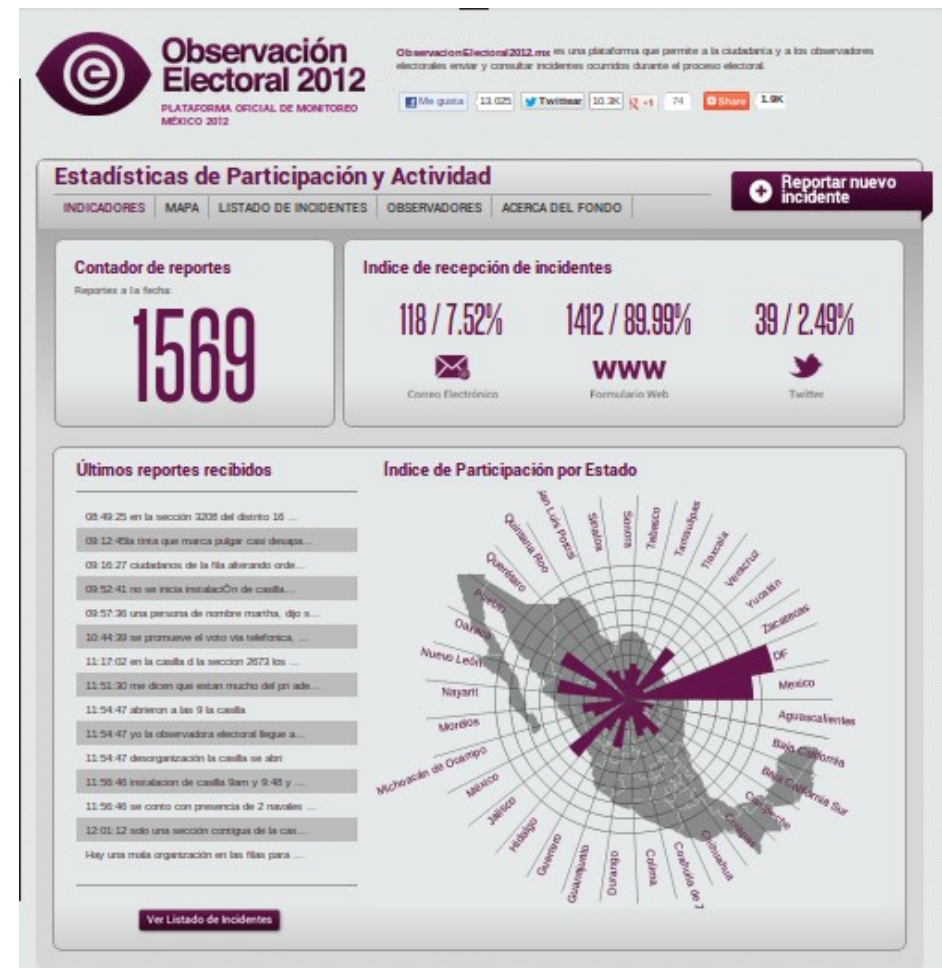 Observación
Electoral 2012
PLATAFORMA OFICIAL DE MONITOREO
MÉXICO 2012
ObservacionElectoral2012.mx es una plataforma que permite a la ciudadanía y a los observadores
electorales enviar y consultar incidentes ocurridos durante el proceso electoral.
Me gusta 13.025 Twittear 10.3K +1 74 Share 1.9K
Estadísticas de Participación y Actividad
Reportar nuevo
incidente
INDICADORES MAPA LISTADO DE INCIDENTES OBSERVADORES ACERCA DEL FONDO
Contador de reportes
Reportes a la fecha:
1569
Indice de recepción de incidentes
118 / 7.52% 1412 / 89.99% 39 / 2.49%
www
Correo Electrónico Formulario Web Twitter
Últimos reportes recibidos
08:49:25 en la sección 3208 del distrito 16 ...
09:12:45la tinta que marca pulgar casi desapa...
09:16:27 ciudadanos de la fila alterando orde...
09:52:41 no se inicia instalaciÓn de casilla...
09:57:36 una persona de nombre martha, dijo s...
10:44:39 se promueve el voto via telefonica, ...
11:17:02 en la casilla d la seccion 2673 los ...
11:51:30 me dicen que estan mucho del pri ade...
11:54:47 abrieron a las 9 la casilla
11:54:47 yo la observadora electoral llegue a...
11:54:47 desorganización la casilla se abri
11:56:46 instalacion de casilla 9am y 9:48 y ...
11:56:46 se conto con presencia de 2 navales ...
12:01:12 solo una sección contigua de la cas...
Hay una mala organización en las filas para ...
Ver Listado de Incidentes
Índice de Participación por Estado
DF
Mexico
Aguascalientes
Baja California
Baja California Sur
Campeche
Chiapas
Chihuahua
Coahuila de Z
Colima
Durango
Guanajuato
Guerrero
Hidalgo
Jalisco
México
Michoacán de Ocampo
Morelos
Nayarit
Nuevo León
Oaxaca
Puebla
Querétaro
Quintana Roo
San Luis Potosí
Sinaloa
Sonora
Tabasco
Tamaulipas
Tlaxcala
Veracruz
Yucatán
Zacatecas